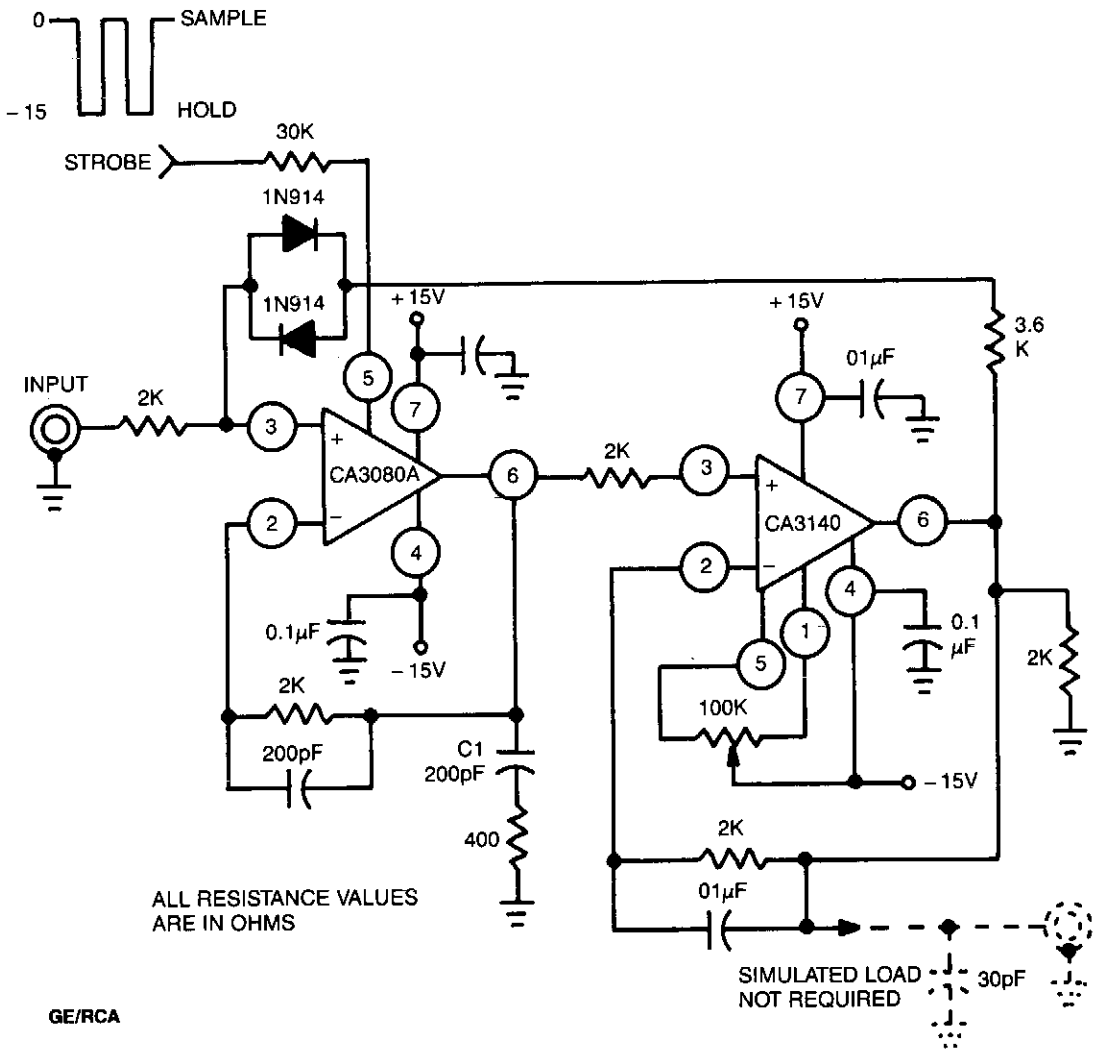 0
SAMPLE
– 15
HOLD
STROBE
30K
1N914
1N914
+ 15V
+ 15V
3.6
K
INPUT
2K
5
7
7
01μF
3
+
CA3080A
6
2K
3
+
CA3140
6
2
–
4
2
–
4
0.1μF
– 15V
5
1
0.1
μF
2K
2K
200pF
C1
200pF
100K
– 15V
400
2K
01μF
ALL RESISTANCE VALUES
ARE IN OHMS
SIMULATED LOAD
NOT REQUIRED
30pF
GE/RCA